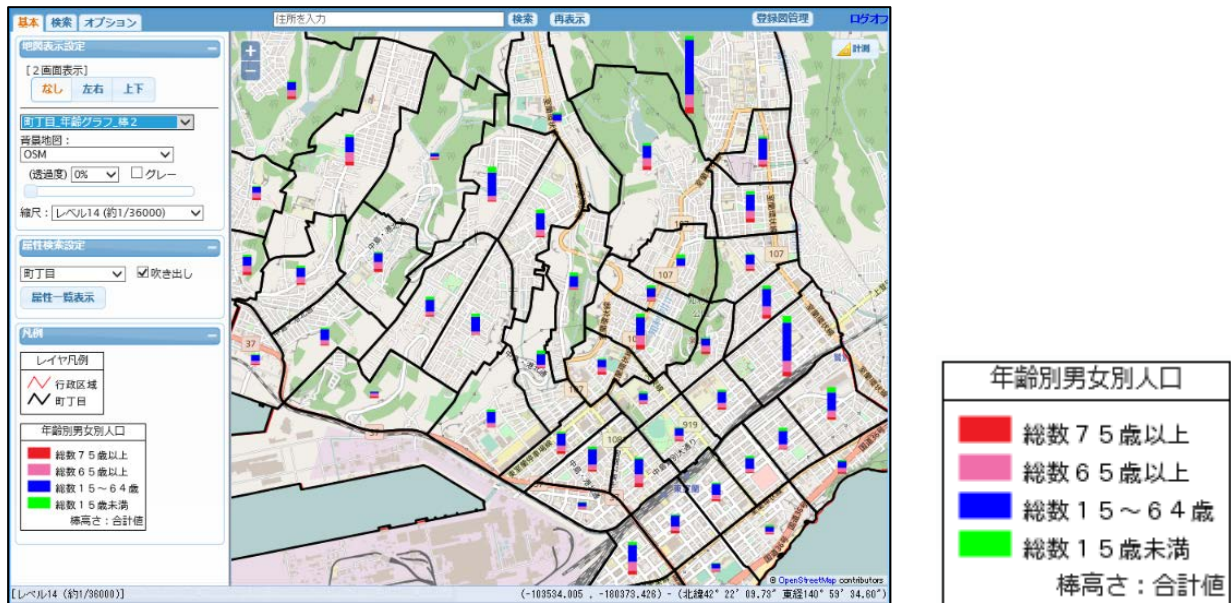 基本 検索 オプション 住所を入力 検索 再表示 登録図管理 ログオフ
地図表示設定
[2画面表示]
なし 左右 上下
町丁目_年齢グラフ_棒2
背景地図:
OSM
(透過度) 0% グレー
縮尺: レベル14 (約1/36000)
属性検索設定
町丁目 吹き出し
属性一覧表示
凡例
レイヤ凡例
行政区域
町丁目
年齢別男女別人口
総数75歳以上
総数65歳以上
総数15~64歳
総数15歳未満
棒高さ:合計値
計測
107
107
107
37
37
919
東室蘭
© OpenStreetMap contributors
[レベル14 (約1/36000)] (-103534.005 , -180373.426) - (北緯42° 22' 09.73" 東経140° 59' 34.60")
年齢別男女別人口
総数75歳以上
総数65歳以上
総数15~64歳
総数15歳未満
棒高さ:合計値